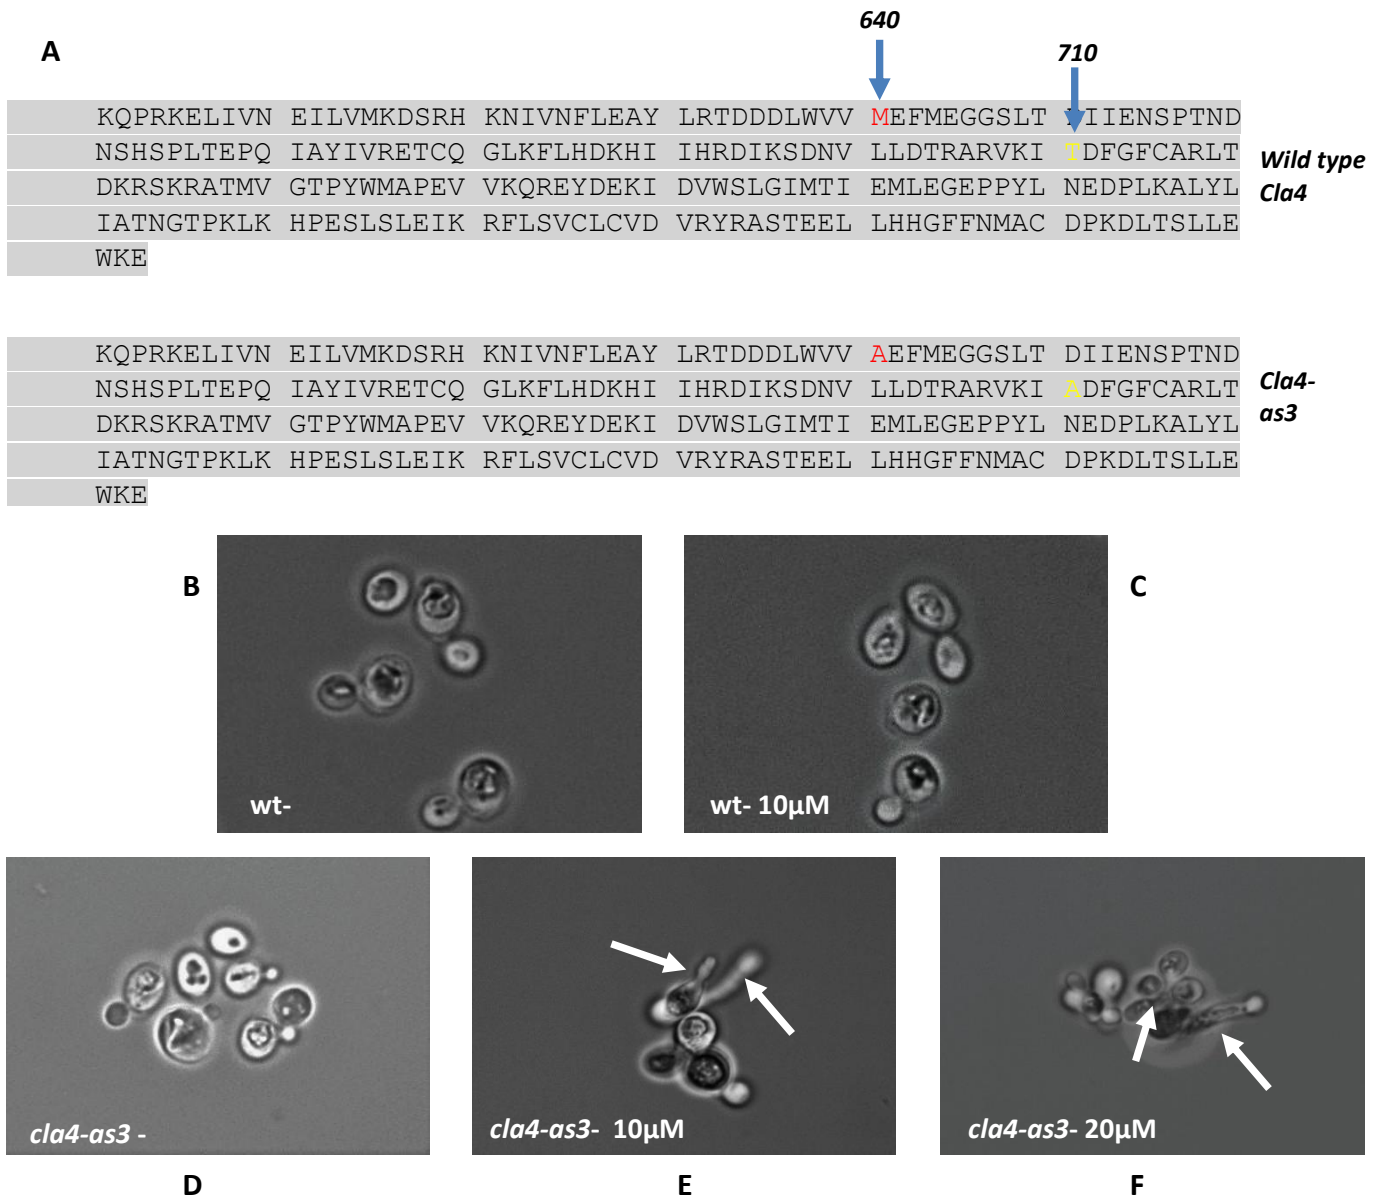 640
A
710
KQPRKELIVN EILVMKDSRH KNIVNFLEAY LRTDDDLWVV MEFMEGGSLT IIENSPTND
NSHSPLTEPQ IAYIVRETCQ GLKFLHDKHI IHRDIKSDNV LLDTRARVKI TDFGFCARLT
DKRSKRATMV GTPYWMAPEV VKQREYDEKI DVWSLGIMTI EMLEGEPPYL NEDPLKALYL
IATNGTPKLK HPESLSLEIK RFLSVCLCVD VRYRASTEEL LHHGFFNMAC DPKDLTSLLE
WKE
Wild type
Cla4
KQPRKELIVN EILVMKDSRH KNIVNFLEAY LRTDDDLWVV AEFMEGGSLT DIIENSPTND
NSHSPLTEPQ IAYIVRETCQ GLKFLHDKHI IHRDIKSDNV LLDTRARVKI ADFGFCARLT
DKRSKRATMV GTPYWMAPEV VKQREYDEKI DVWSLGIMTI EMLEGEPPYL NEDPLKALYL
IATNGTPKLK HPESLSLEIK RFLSVCLCVD VRYRASTEEL LHHGFFNMAC DPKDLTSLLE
WKE
Cla4-
as3
B
wt-
C
wt- 10µM
cla4-as3 -
cla4-as3- 10µM
cla4-as3- 20µM
D
E
F